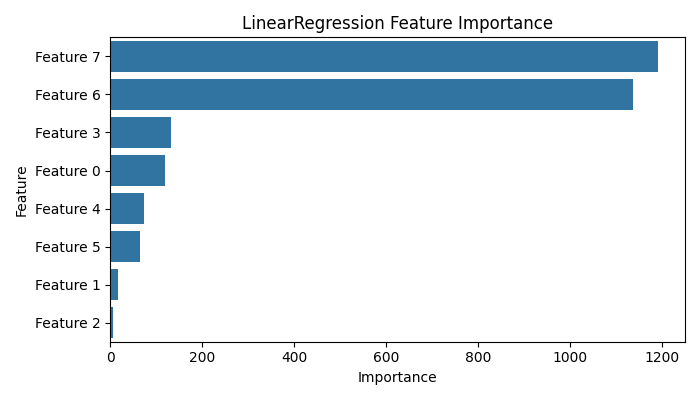 LinearRegression Feature Importance
Feature 7
Feature 6
Feature 3
Feature 0
Feature 4
Feature 5
Feature 1
Feature 2
Feature
0 200 400 600 800 1000 1200
Importance